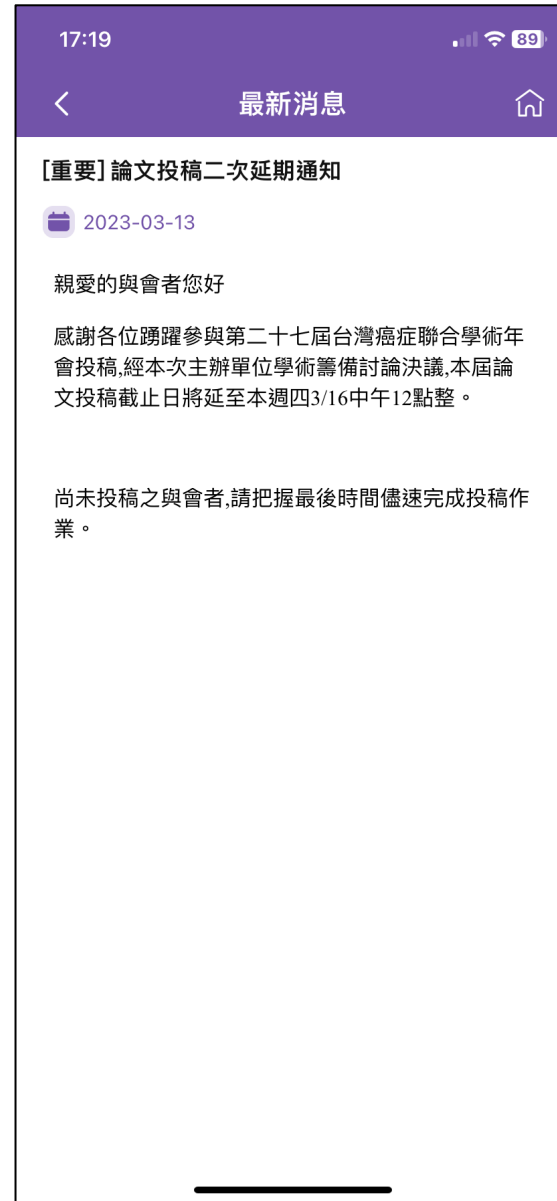 17:19
89
最新消息
[重要] 論文投稿二次延期通知
2023-03-13
親愛的與會者您好
感謝各位踴躍參與第二十七屆台灣癌症聯合學術年
會投稿,經本次主辦單位學術籌備討論決議,本屆論
文投稿截止日將延至本週四3/16中午12點整。
尚未投稿之與會者,請把握最後時間儘速完成投稿作
業。